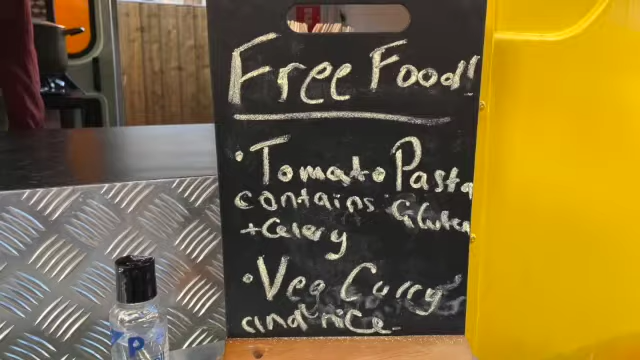 Free Food!
• Tomato Pasta
contains Gluten
+ Celery
• Veg Curry
and rice
P